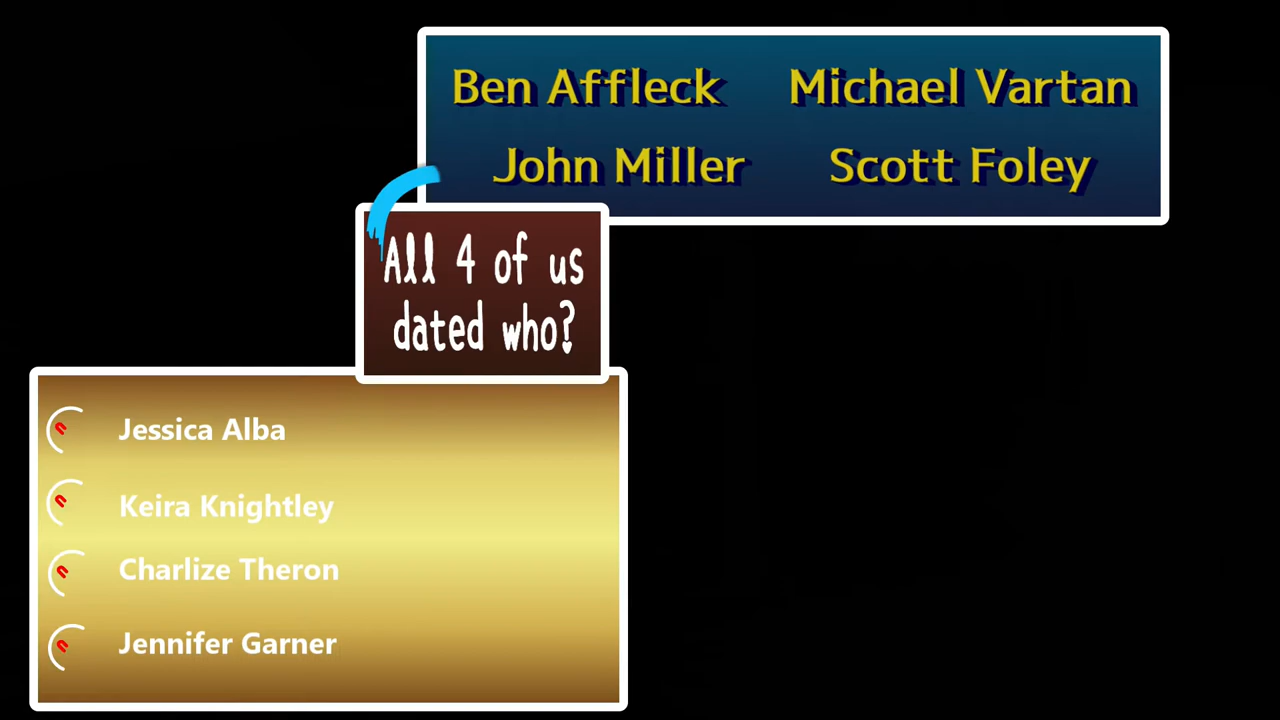 Ben Affleck Michael Vartan
John Miller Scott Foley
All 4 of us
dated who?
Jessica Alba
Keira Knightley
Charlize Theron
Jennifer Garner